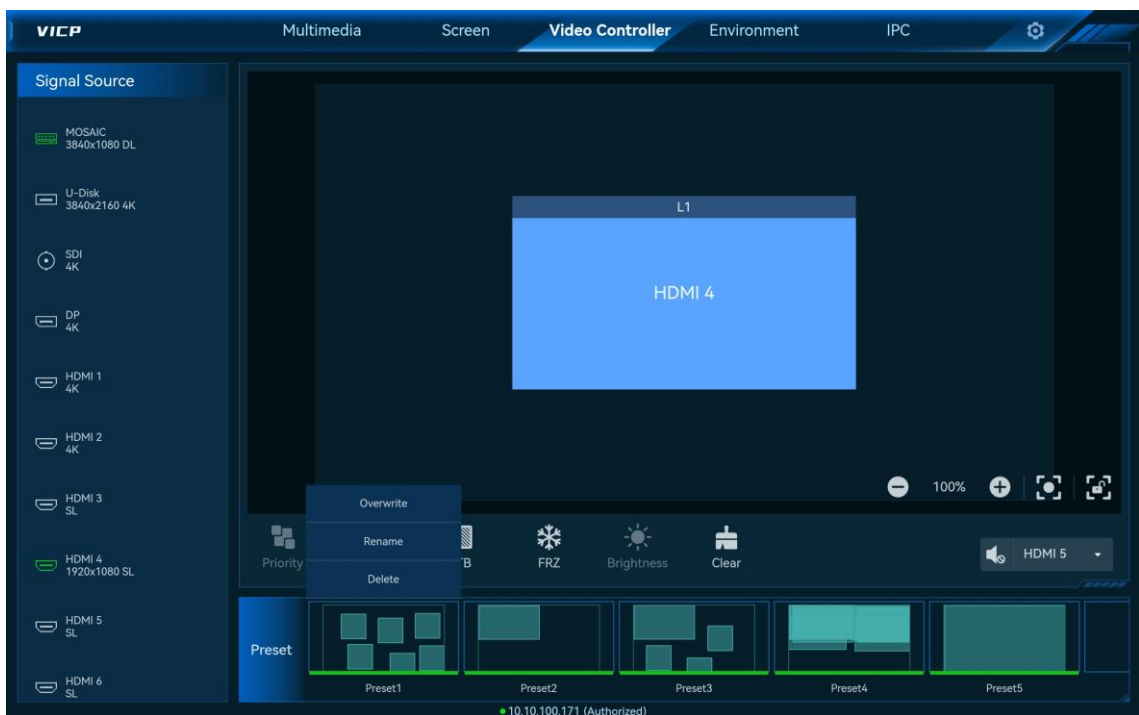 VICP
Multimedia
Screen
Video Controller
Environment
IPC
Signal Source
MOSAIC
3840x1080 DL
U-Disk
3840x2160 4K
SDI
4K
DP
4K
HDMI 1
4K
HDMI 2
4K
HDMI 3
SL
HDMI 4
1920x1080 SL
HDMI 5
SL
HDMI 6
SL
L1
HDMI 4
100%
Overwrite
Rename
Delete
Priority
FRZ
Brightness
Clear
HDMI 5
Preset
Preset1
Preset2
Preset3
Preset4
Preset5
10.10.100.171 (Authorized)